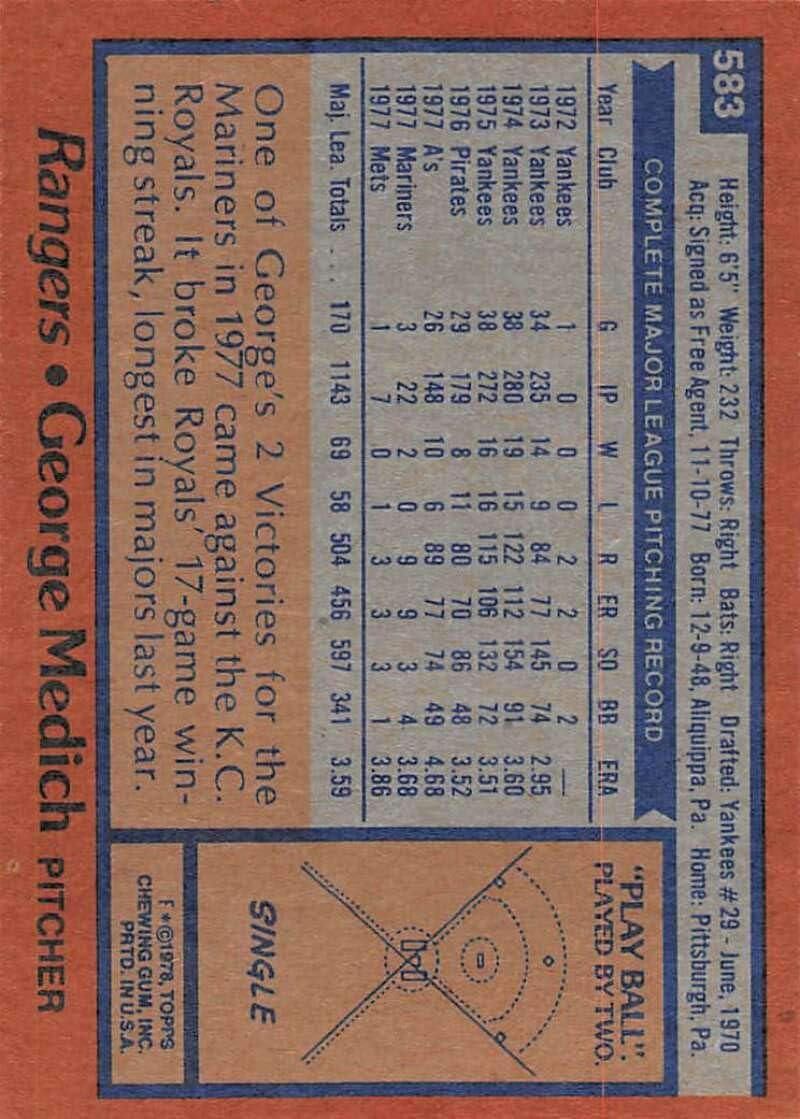 583
Height: 6'5" Weight: 232 Throws: Right Bats: Right Drafted: Yankees # 29 - June, 1970
Acq: Signed as Free Agent, 11-10-77 Born: 12-9-48, Aliquippa, Pa. Home: Pittsburgh, Pa.
COMPLETE MAJOR LEAGUE PITCHING RECORD
Year Club G IP W L R ER SO BB ERA
1972 Yankees 1 0 0 0 2 2 0 2 —
1973 Yankees 34 235 14 9 84 77 145 74 2.95
1974 Yankees 38 280 19 15 122 112 154 91 3.60
1975 Yankees 38 272 16 16 115 106 132 72 3.51
1976 Pirates 29 179 8 11 80 70 86 48 3.52
1977 A's 26 148 10 6 89 77 74 49 4.68
1977 Mariners 3 22 2 0 9 9 3 4 3.68
1977 Mets 1 7 0 1 3 3 3 1 3.86
Maj. Lea. Totals ... 170 1143 69 58 504 456 597 341 3.59
One of George's 2 Victories for the
Mariners in 1977 came against the K.C.
Royals. It broke Royals' 17-game win-
ning streak, longest in majors last year.
"PLAY BALL":
PLAYED BY TWO.
SINGLE
F*©1978, TOPPS
CHEWING GUM, INC.
PRTD. IN U.S.A.
Rangers • George Medich PITCHER